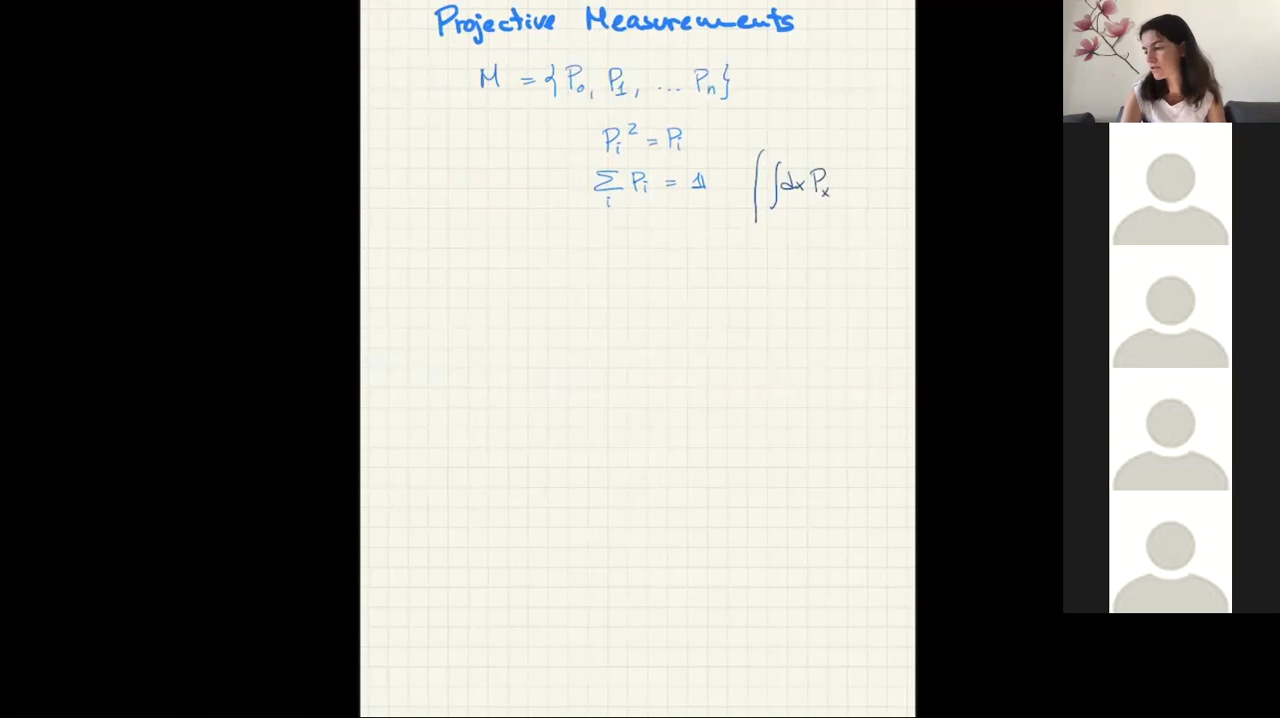 Projective Measurements
M = { P₀, P₁, ... Pₙ }
Pᵢ² = Pᵢ
∑ᵢ Pᵢ = 𝟙 ( ∫dx Pₓ